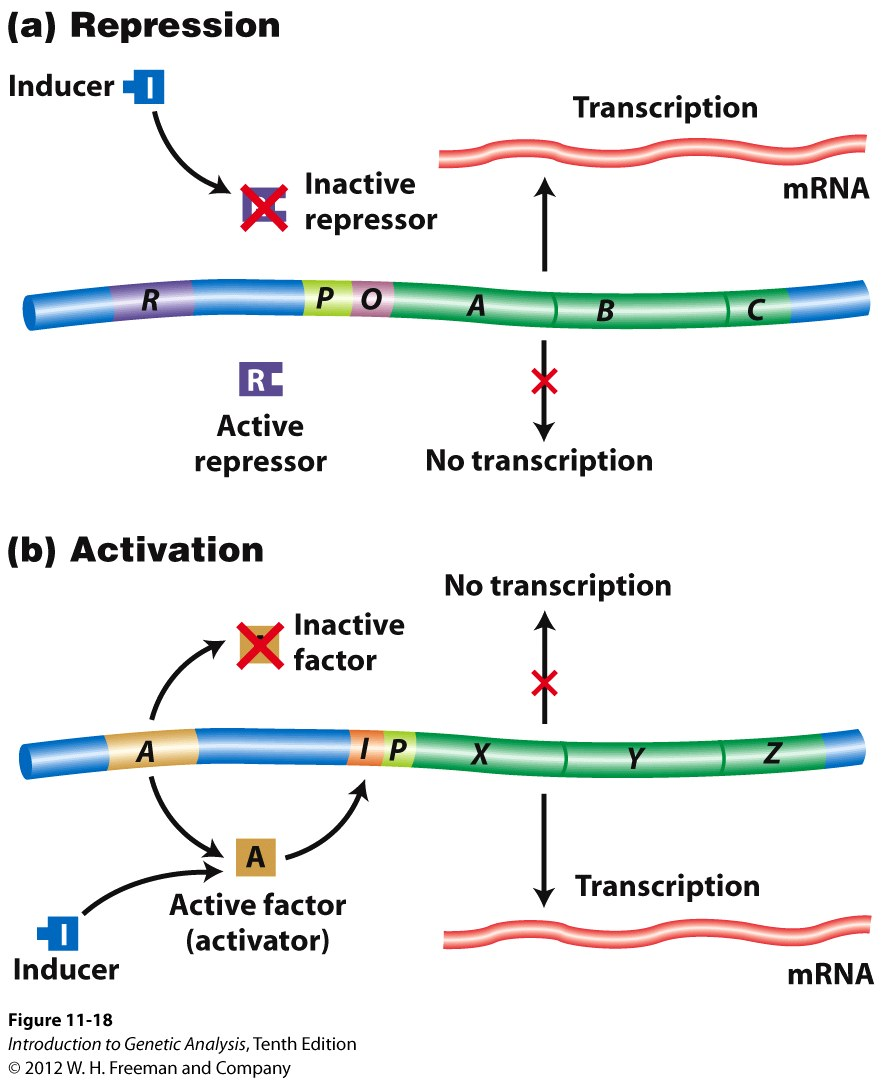 (a) Repression
Inducer I
Transcription
Inactive
repressor
mRNA
R P O A B C
R
Active
repressor
No transcription
(b) Activation
No transcription
Inactive
factor
A I P X Y Z
A
Active factor
(activator)
Transcription
I
Inducer
mRNA
Figure 11-18
Introduction to Genetic Analysis, Tenth Edition
© 2012 W. H. Freeman and Company